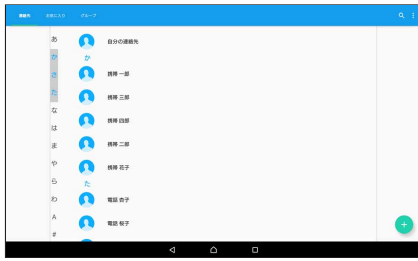 連絡先 お気に入り グループ
あ
か
さ
た
な
は
ま
や
ら
わ
A
#
自分の連絡先
か
携帯 一郎
携帯 三郎
携帯 四郎
携帯 二郎
携帯 花子
た
電話 杏子
電話 桜子